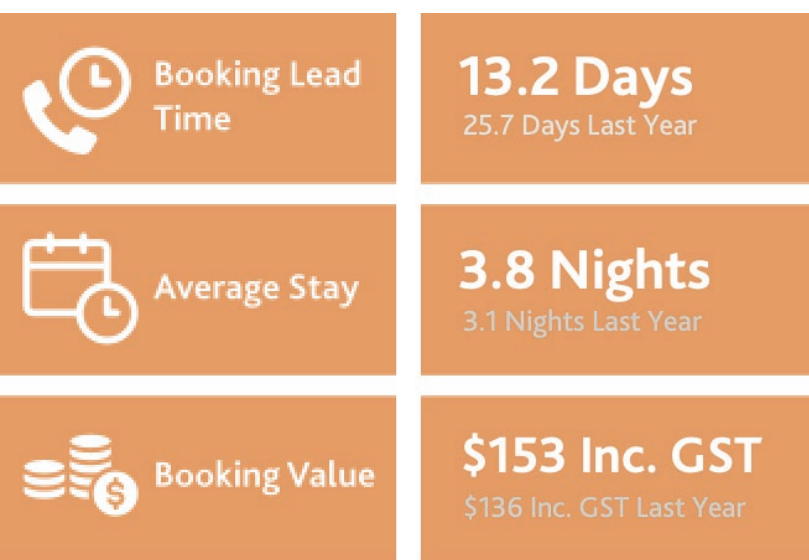 Booking Lead
Time
13.2 Days
25.7 Days Last Year
Average Stay
3.8 Nights
3.1 Nights Last Year
$
Booking Value
$153 Inc. GST
$136 Inc. GST Last Year